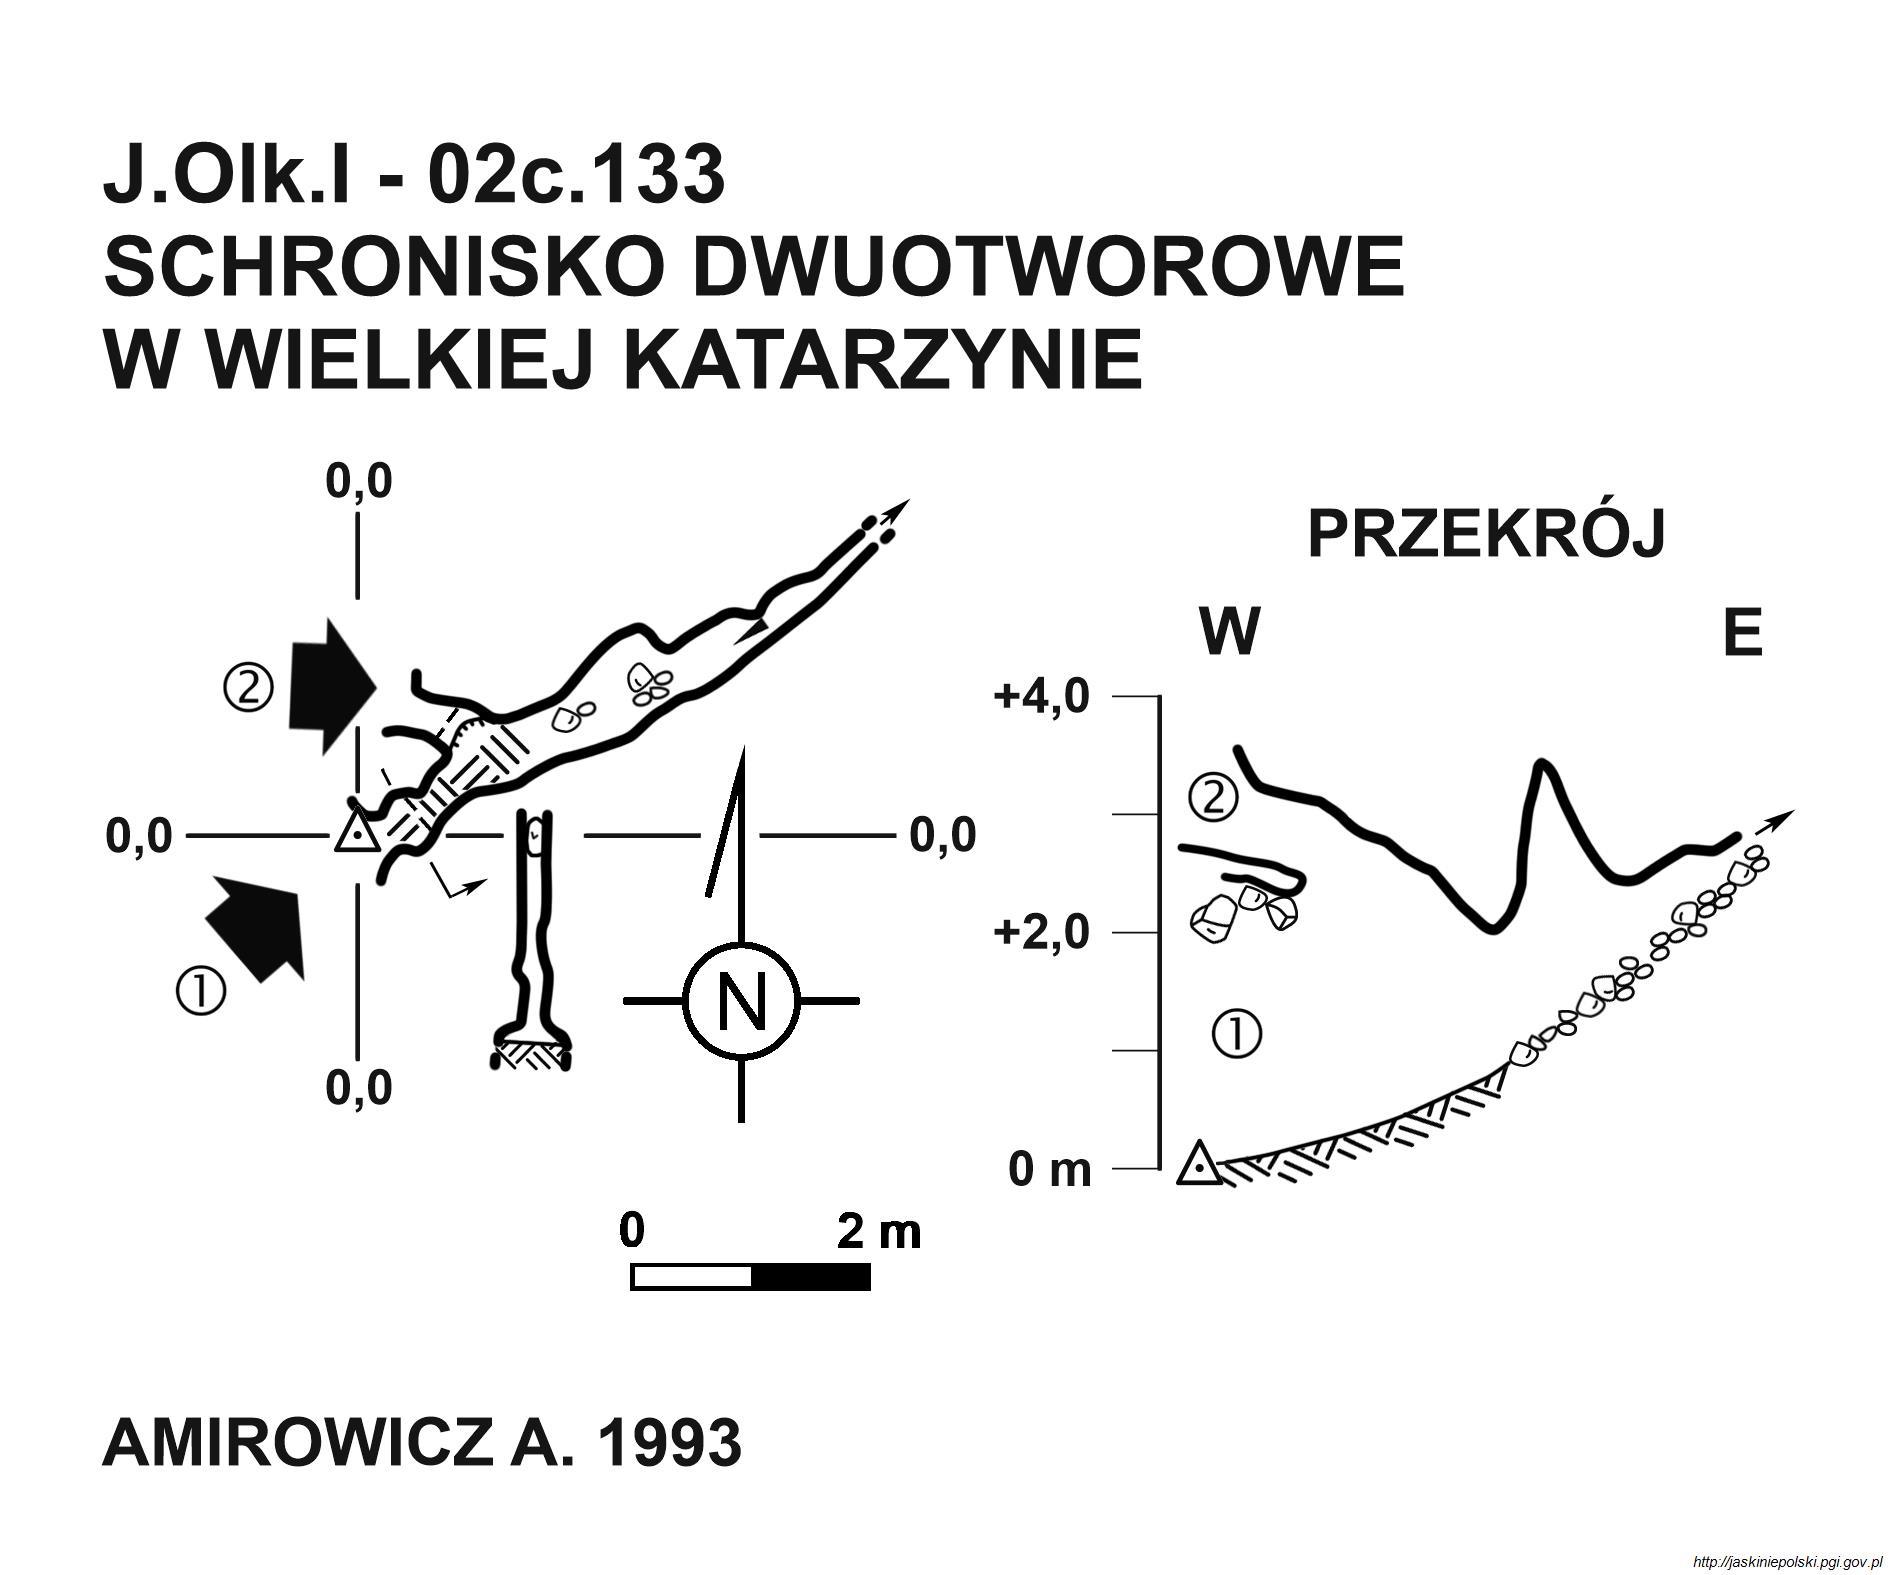 J.Olk.I - 02c.133
SCHRONISKO DWUOTWOROWE
W WIELKIEJ KATARZYNIE
0,0
②
0,0
0,0
①
0,0
N
0
2 m
PRZEKRÓJ
W
E
+4,0
②
+2,0
①
0 m
AMIROWICZ A. 1993
http://jaskiniepolski.pgi.gov.pl